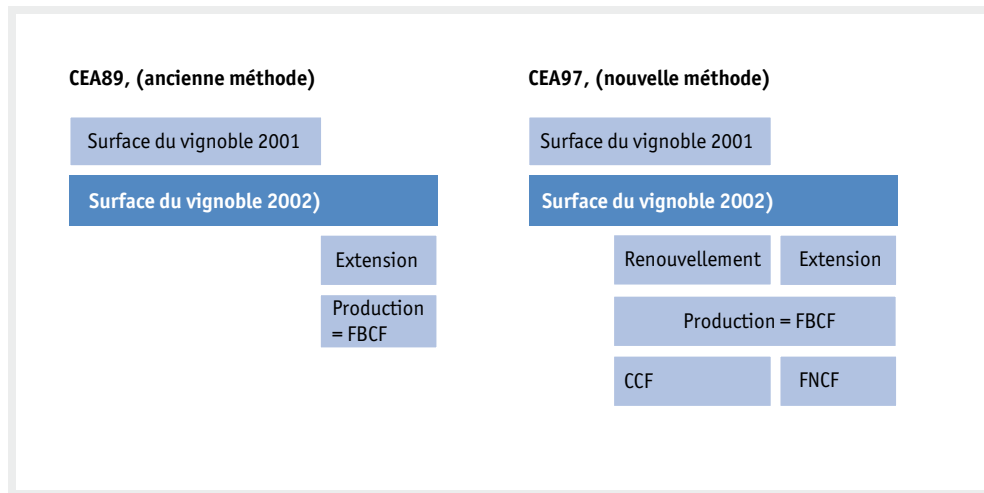 CEA89, (ancienne méthode)
Surface du vignoble 2001
Surface du vignoble 2002)
Extension
Production
= FBCF
CEA97, (nouvelle méthode)
Surface du vignoble 2001
Surface du vignoble 2002)
Renouvellement
Extension
Production = FBCF
CCF
FNCF